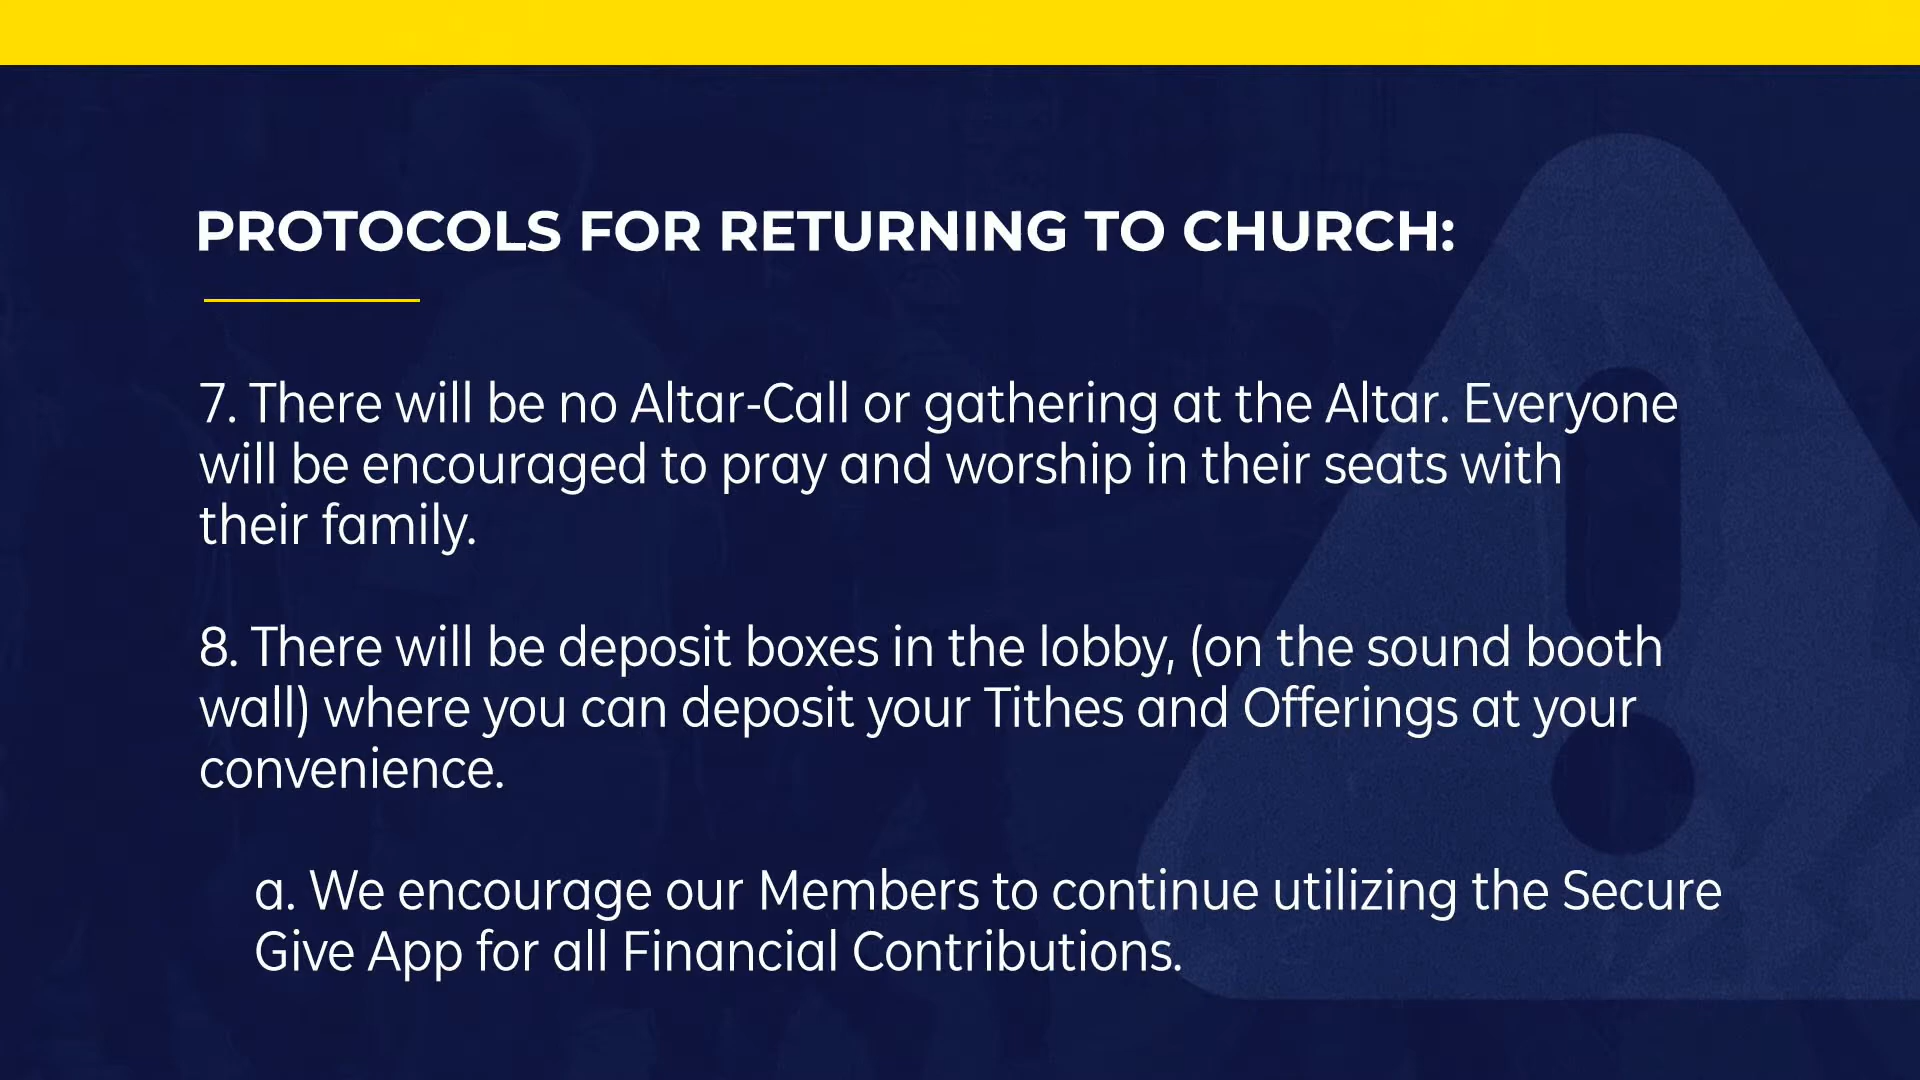 PROTOCOLS FOR RETURNING TO CHURCH:
7. There will be no Altar-Call or gathering at the Altar. Everyone
will be encouraged to pray and worship in their seats with
their family.
8. There will be deposit boxes in the lobby, (on the sound booth
wall) where you can deposit your Tithes and Offerings at your
convenience.
a. We encourage our Members to continue utilizing the Secure
Give App for all Financial Contributions.